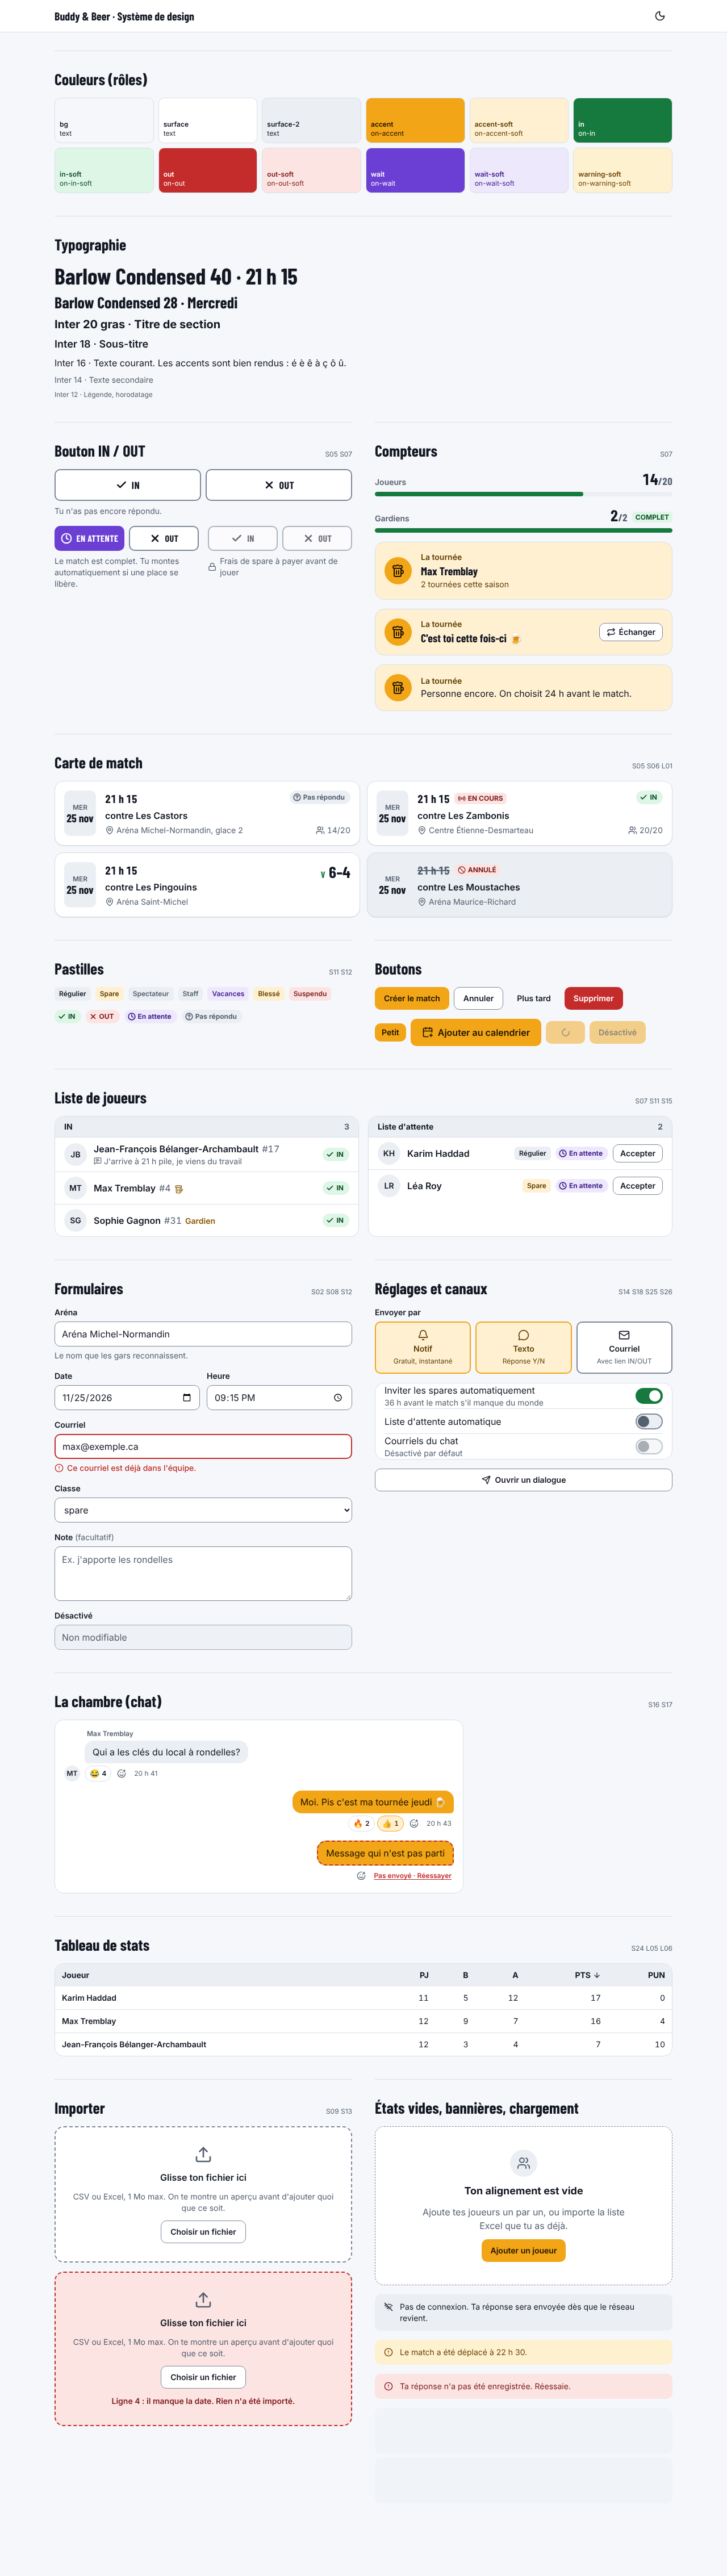 Buddy & Beer · Système de design
Couleurs (rôles)
bg
text
surface
text
surface-2
text
accent
on-accent
accent-soft
on-accent-soft
in
on-in
in-soft
on-in-soft
out
on-out
out-soft
on-out-soft
wait
on-wait
wait-soft
on-wait-soft
warning-soft
on-warning-soft
Typographie
Barlow Condensed 40 · 21 h 15
Barlow Condensed 28 · Mercredi
Inter 20 gras · Titre de section
Inter 18 · Sous-titre
Inter 16 · Texte courant. Les accents sont bien rendus : é è ê à ç ô û.
Inter 14 · Texte secondaire
Inter 12 · Légende, horodatage
Bouton IN / OUT
S05 S07
IN
OUT
Tu n'as pas encore répondu.
EN ATTENTE
OUT
Le match est complet. Tu montes
automatiquement si une place se
libère.
IN
OUT
Frais de spare à payer avant de
jouer
Compteurs
S07
Joueurs
14/20
Gardiens
2/2 COMPLET
La tournée
Max Tremblay
2 tournées cette saison
La tournée
C'est toi cette fois-ci 🍺
Échanger
La tournée
Personne encore. On choisit 24 h avant le match.
Carte de match
S05 S06 L01
MER
25 nov
21 h 15
Pas répondu
contre Les Castors
Aréna Michel-Normandin, glace 2
14/20
MER
25 nov
21 h 15 EN COURS
IN
contre Les Zambonis
Centre Étienne-Desmarteau
20/20
MER
25 nov
21 h 15
V 6–4
contre Les Pingouins
Aréna Saint-Michel
MER
25 nov
21 h 15 ANNULÉ
contre Les Moustaches
Aréna Maurice-Richard
Pastilles
S11 S12
Régulier Spare Spectateur Staff Vacances Blessé Suspendu
IN OUT En attente Pas répondu
Boutons
Créer le match Annuler Plus tard Supprimer
Petit Ajouter au calendrier Désactivé
Liste de joueurs
S07 S11 S15
IN 3
JB Jean-François Bélanger-Archambault #17
J'arrive à 21 h pile, je viens du travail
IN
MT Max Tremblay #4 🍺 IN
SG Sophie Gagnon #31 Gardien IN
Liste d'attente 2
KH Karim Haddad Régulier En attente Accepter
LR Léa Roy Spare En attente Accepter
Formulaires
S02 S08 S12
Aréna
Aréna Michel-Normandin
Le nom que les gars reconnaissent.
Date
11/25/2026
Heure
09:15 PM
Courriel
max@exemple.ca
Ce courriel est déjà dans l'équipe.
Classe
spare
Note (facultatif)
Ex. j'apporte les rondelles
Désactivé
Non modifiable
Réglages et canaux
S14 S18 S25 S26
Envoyer par
Notif
Gratuit, instantané
Texto
Réponse Y/N
Courriel
Avec lien IN/OUT
Inviter les spares automatiquement
36 h avant le match s'il manque du monde
Liste d'attente automatique
Courriels du chat
Désactivé par défaut
Ouvrir un dialogue
La chambre (chat)
S16 S17
Max Tremblay
Qui a les clés du local à rondelles?
MT 😂 4 20 h 41
Moi. Pis c'est ma tournée jeudi 🍺
🔥 2 👍 1 20 h 43
Message qui n'est pas parti
Pas envoyé · Réessayer
Tableau de stats
S24 L05 L06
Joueur PJ B A PTS ↓ PUN
Karim Haddad 11 5 12 17 0
Max Tremblay 12 9 7 16 4
Jean-François Bélanger-Archambault 12 3 4 7 10
Importer
S09 S13
Glisse ton fichier ici
CSV ou Excel, 1 Mo max. On te montre un aperçu avant d'ajouter quoi
que ce soit.
Choisir un fichier
Glisse ton fichier ici
CSV ou Excel, 1 Mo max. On te montre un aperçu avant d'ajouter quoi
que ce soit.
Choisir un fichier
Ligne 4 : il manque la date. Rien n'a été importé.
États vides, bannières, chargement
Ton alignement est vide
Ajoute tes joueurs un par un, ou importe la liste
Excel que tu as déjà.
Ajouter un joueur
Pas de connexion. Ta réponse sera envoyée dès que le réseau
revient.
Le match a été déplacé à 22 h 30.
Ta réponse n'a pas été enregistrée. Réessaie.